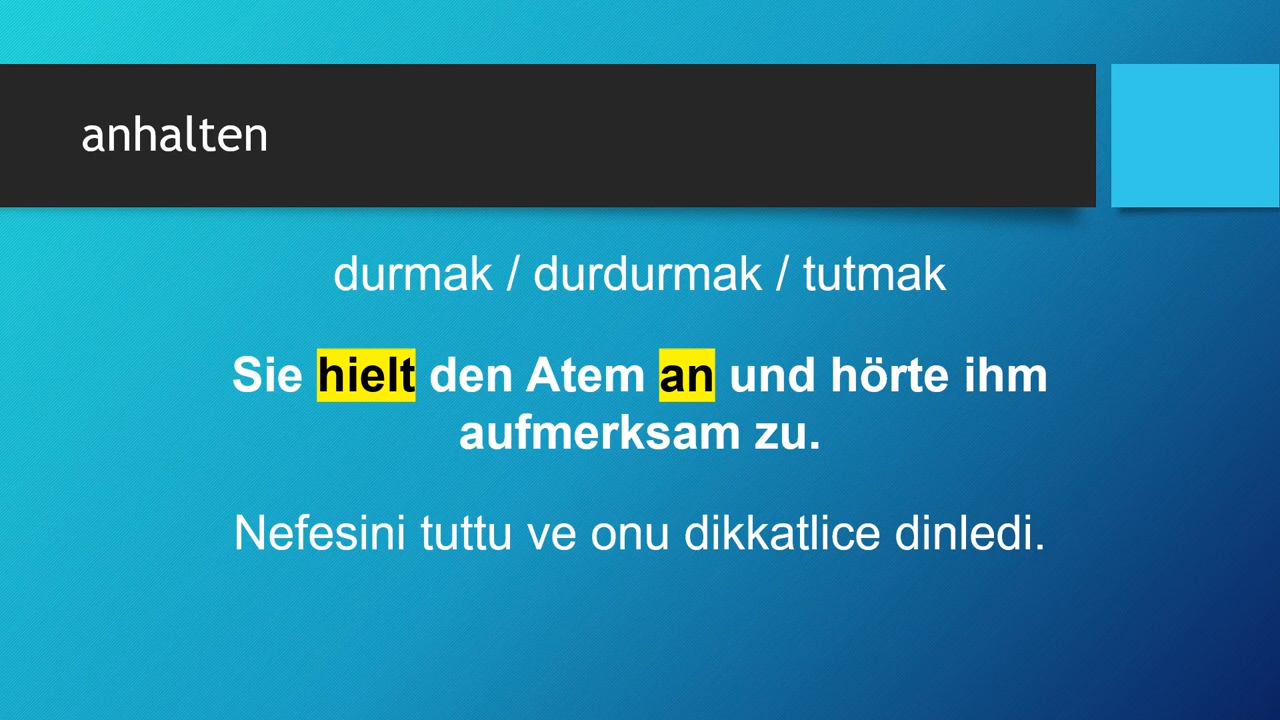 anhalten
durmak / durdurmak / tutmak
Sie hielt den Atem an und hörte ihm
aufmerksam zu.
Nefesini tuttu ve onu dikkatlice dinledi.